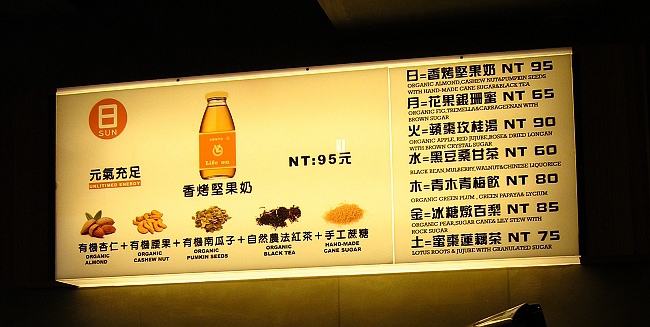 日
SUN
元氣充足
UNLIMITED ENERGY
香烤堅果奶
NT:95元
有機杏仁+有機腰果+有機南瓜子+自然農法紅茶+手工蔗糖
ORGANIC ALMOND
ORGANIC CASHEW NUT
ORGANIC PUMKIN SEEDS
ORGANIC BLACK TEA
HAND-MADE CANE SUGAR
日=香烤堅果奶 NT 95
ORGANIC ALMOND,CASHEW NUT&PUMPKIN SEEDS
WITH HAND-MADE CANE SUGAR&BLACK TEA
月=花果銀珊蜜 NT 65
ORGANIC FIG,TREMELLA&CARRAGEENAN WITH
BROWN SUGAR
火=蘋棗玫桂湯 NT 90
ORGANIC APPLE, RED JUJUBE,ROSE& DRIED LONGAN
WITH BROWN CRYSTAL SUGAR
水=黑豆桑甘茶 NT 60
BLACK BEAN,MULBERRY,WALNUT&CHINESE LIQUORICE
木=青木青梅飲 NT 80
ORGANIC GREEN PLUM , GREEN PAPAYA& LYCIUM
金=冰糖燉百梨 NT 85
ORGANIC PEAR,SUGAR CANE& LILY STEW WITH
ROCK SUGAR
土=蜜棗蓮藕茶 NT 75
LOTUS ROOTS & JUJUBE WITH GRANULATED SUGAR